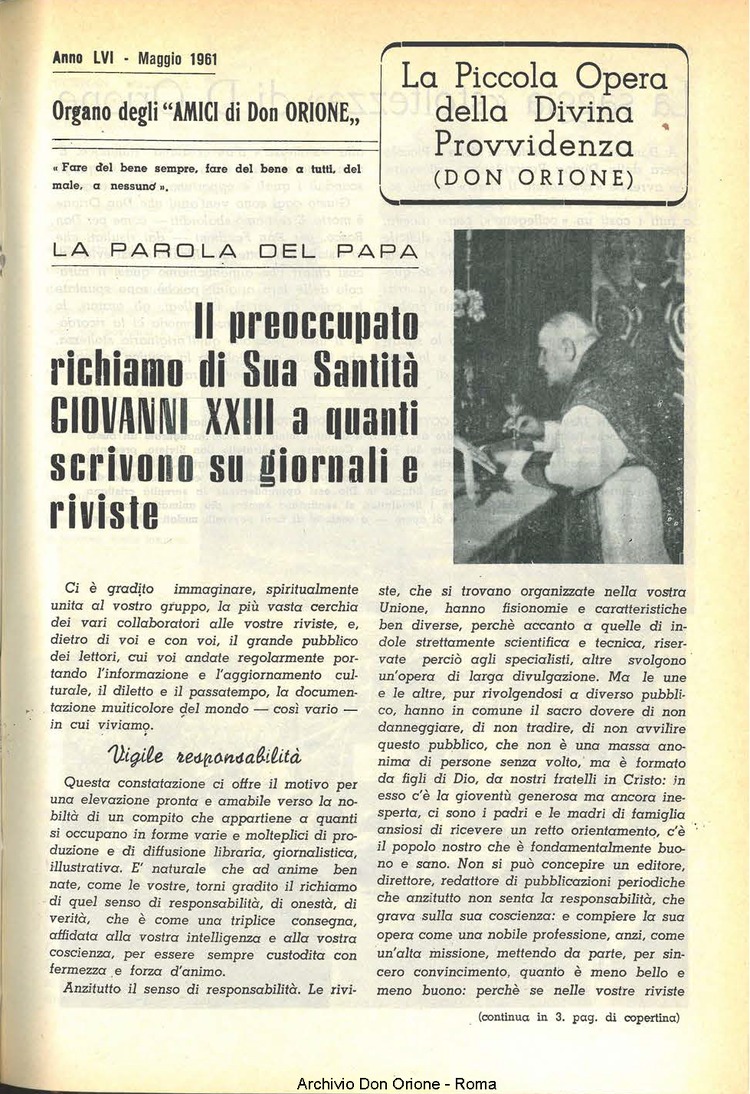 Anno LVI - Maggio 1961
Organo degli "AMICI di Don ORIONE„
« Fare del bene sempre, fare del bene a tutti, del
male, a nessuno ».
La Piccola Opera
della Divina
Provvidenza
(DON ORIONE)
LA PAROLA DEL PAPA
Il preoccupato
richiamo di Sua Santità
GIOVANNI XXIII a quanti
scrivono su giornali e
riviste
Ci è gradito immaginare, spiritualmente
unita al vostro gruppo, la più vasta cerchia
dei vari collaboratori alle vostre riviste, e,
dietro di voi e con voi, il grande pubblico
dei lettori, cui voi andate regolarmente por-
tando l'informazione e l'aggiornamento cul-
turale, il diletto e il passatempo, la documen-
tazione multicolore del mondo — così vario —
in cui viviamo.
Vigile responsabilità
Questa constatazione ci offre il motivo per
una elevazione pronta e amabile verso la no-
biltà di un compito che appartiene a quanti
si occupano in forme varie e molteplici di pro-
duzione e di diffusione libraria, giornalistica,
illustrativa. E' naturale che ad anime ben
nate, come le vostre, torni gradito il richiamo
di quel senso di responsabilità, di onestà, di
verità, che è come una triplice consegna,
affidata alla vostra intelligenza e alla vostra
coscienza, per essere sempre custodita con
fermezza e forza d'animo.
Anzitutto il senso di responsabilità. Le rivi-
ste, che si trovano organizzate nella vostra
Unione, hanno fisionomie e caratteristiche
ben diverse, perchè accanto a quelle di in-
dole strettamente scientifica e tecnica, riser-
vate perciò agli specialisti, altre svolgono
un'opera di larga divulgazione. Ma le une
e le altre, pur rivolgendosi a diverso pubbli-
co, hanno in comune il sacro dovere di non
danneggiare, di non tradire, di non avvilire
questo pubblico, che non è una massa ano-
nima di persone senza volto, ma è formato
da figli di Dio, da nostri fratelli in Cristo: in
esso c'è la gioventù generosa ma ancora ine-
sperta, ci sono i padri e le madri di famiglia
ansiosi di ricevere un retto orientamento, c'è
il popolo nostro che è fondamentalmente buo-
no e sano. Non si può concepire un editore,
direttore, redattore di pubblicazioni periodiche
che anzitutto non senta la responsabilità, che
grava sulla sua coscienza: e compiere la sua
opera come una nobile professione, anzi, come
un'alta missione, mettendo da parte, per sin-
cero convincimento, quanto è meno bello e
meno buono: perchè se nelle vostre riviste
(continua in 3. pag. di copertina)
Archivio Don Orione - Roma